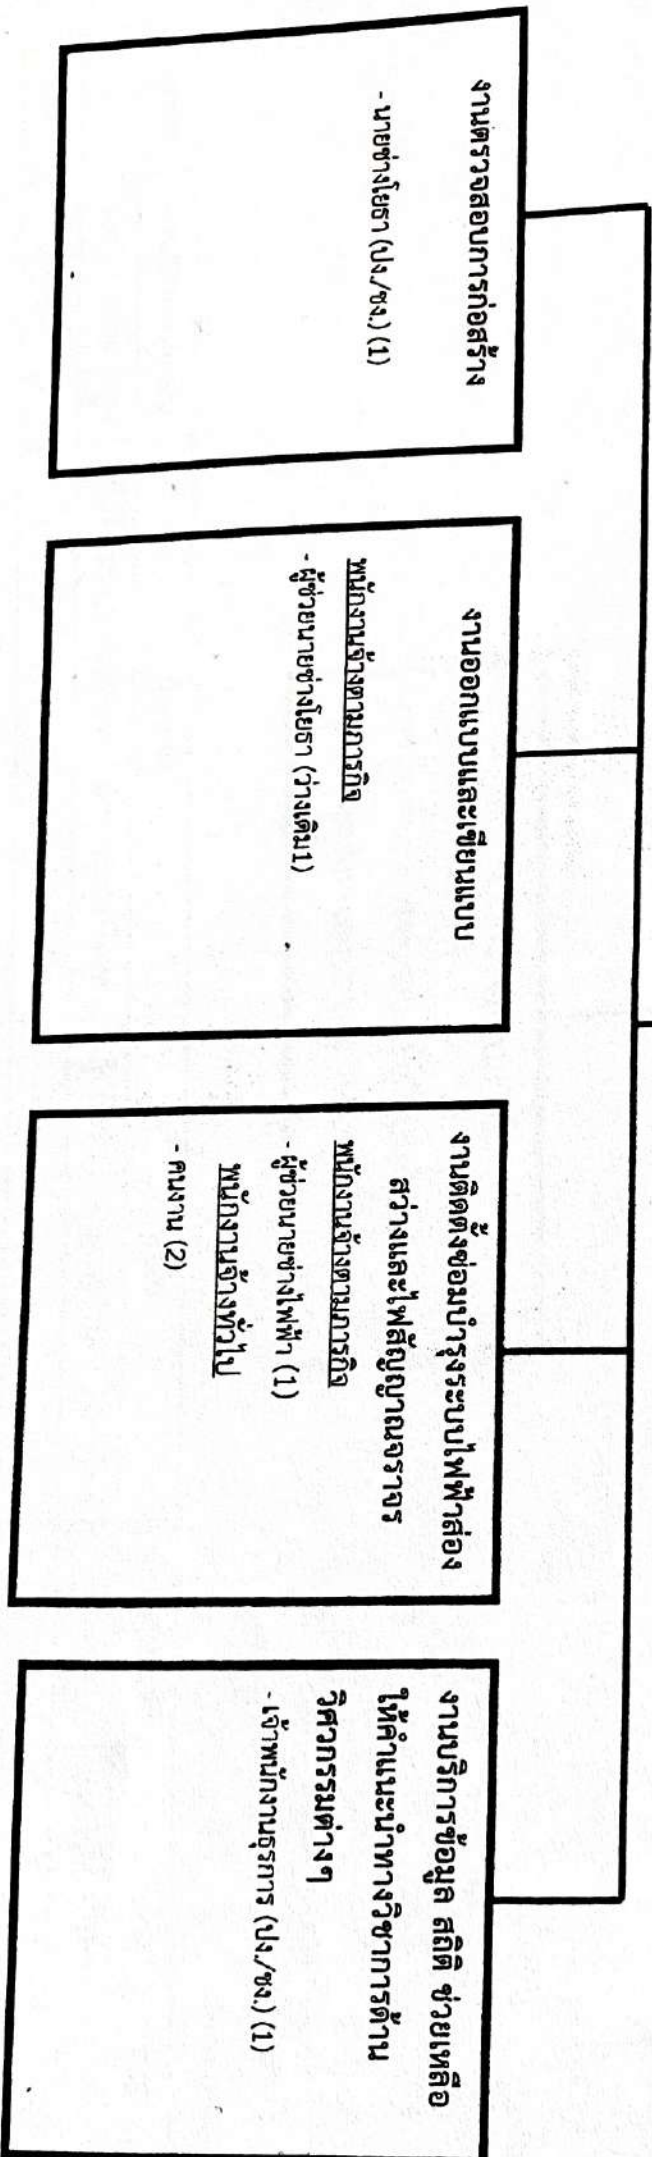 งานตรวจสอบการก่อสร้าง
- นายช่างโยธา (ปง./ชง.) (1)
งานออกแบบและเขียนแบบ
พนักงานจ้างตามภารกิจ
- ผู้ช่วยนายช่างโยธา (ว่างเดิม1)
งานติดตั้งซ่อมบำรุงระบบไฟฟ้าส่อง
สว่างและไฟสัญญาณจราจร
พนักงานจ้างตามภารกิจ
- ผู้ช่วยนายช่างไฟฟ้า (1)
พนักงานจ้างทั่วไป
- คนงาน (2)
งานบริการข้อมูล สถิติ ช่วยเหลือ
ให้คำแนะนำทางวิชาการด้าน
วิศวกรรมต่างๆ
- เจ้าพนักงานธุรการ (ปง./ชง.) (1)